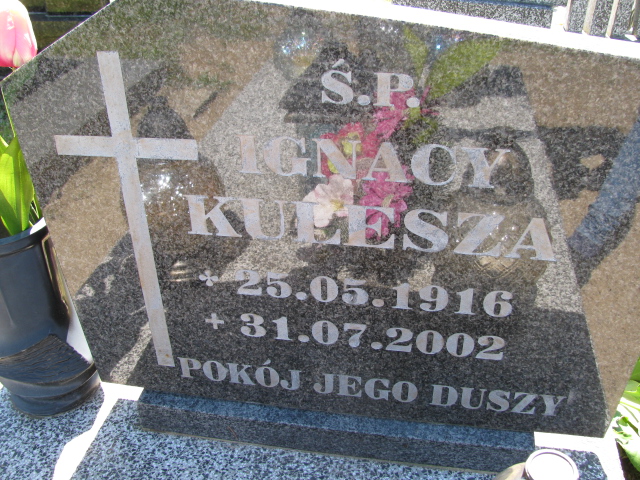 Ś.P.
IGNACY
KULESZA
* 25.05.1916
+ 31.07.2002
POKÓJ JEGO DUSZY